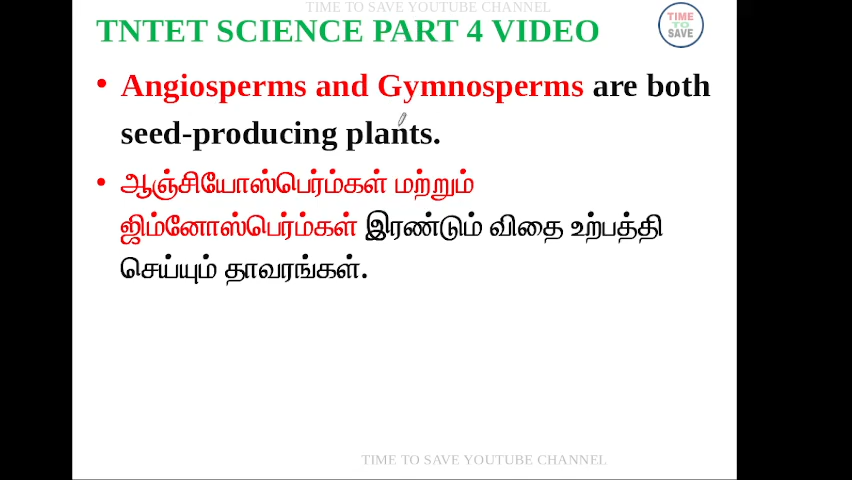 TIME TO SAVE YOUTUBE CHANNEL
TNTET SCIENCE PART 4 VIDEO
TIME
TO
SAVE
• Angiosperms and Gymnosperms are both
seed-producing plants.
• ஆஞ்சியோஸ்பெர்ம்கள் மற்றும்
ஜிம்னோஸ்பெர்ம்கள் இரண்டும் விதை உற்பத்தி
செய்யும் தாவரங்கள்.
TIME TO SAVE YOUTUBE CHANNEL